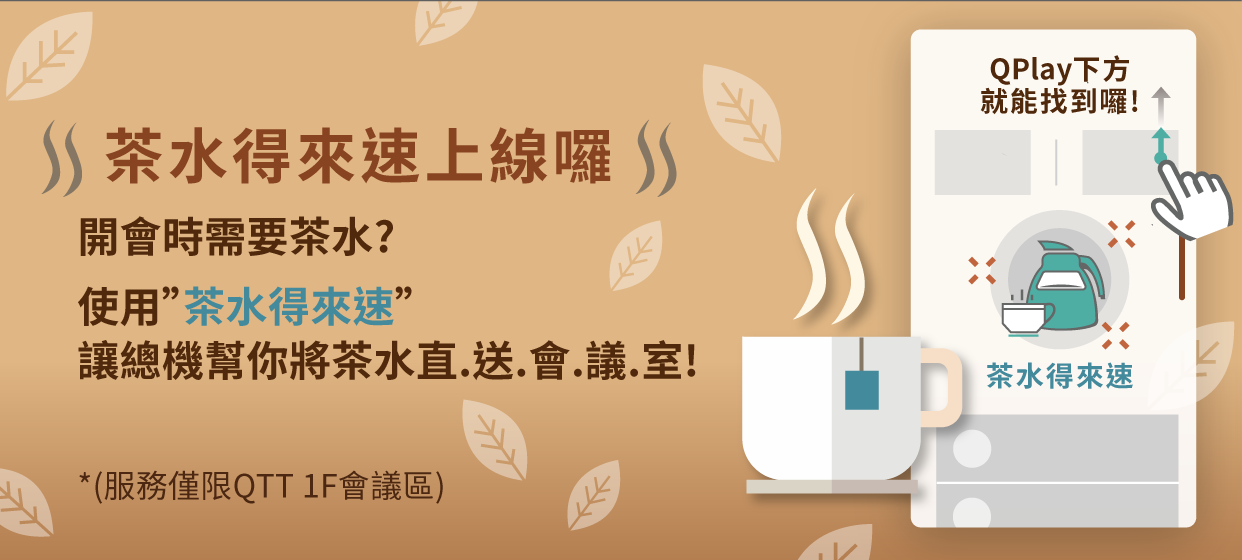 茶水得來速上線囉
開會時需要茶水?
使用”茶水得來速”
讓總機幫你將茶水直.送.會.議.室!
*(服務僅限QTT 1F會議區)
QPlay下方
就能找到囉!
茶水得來速